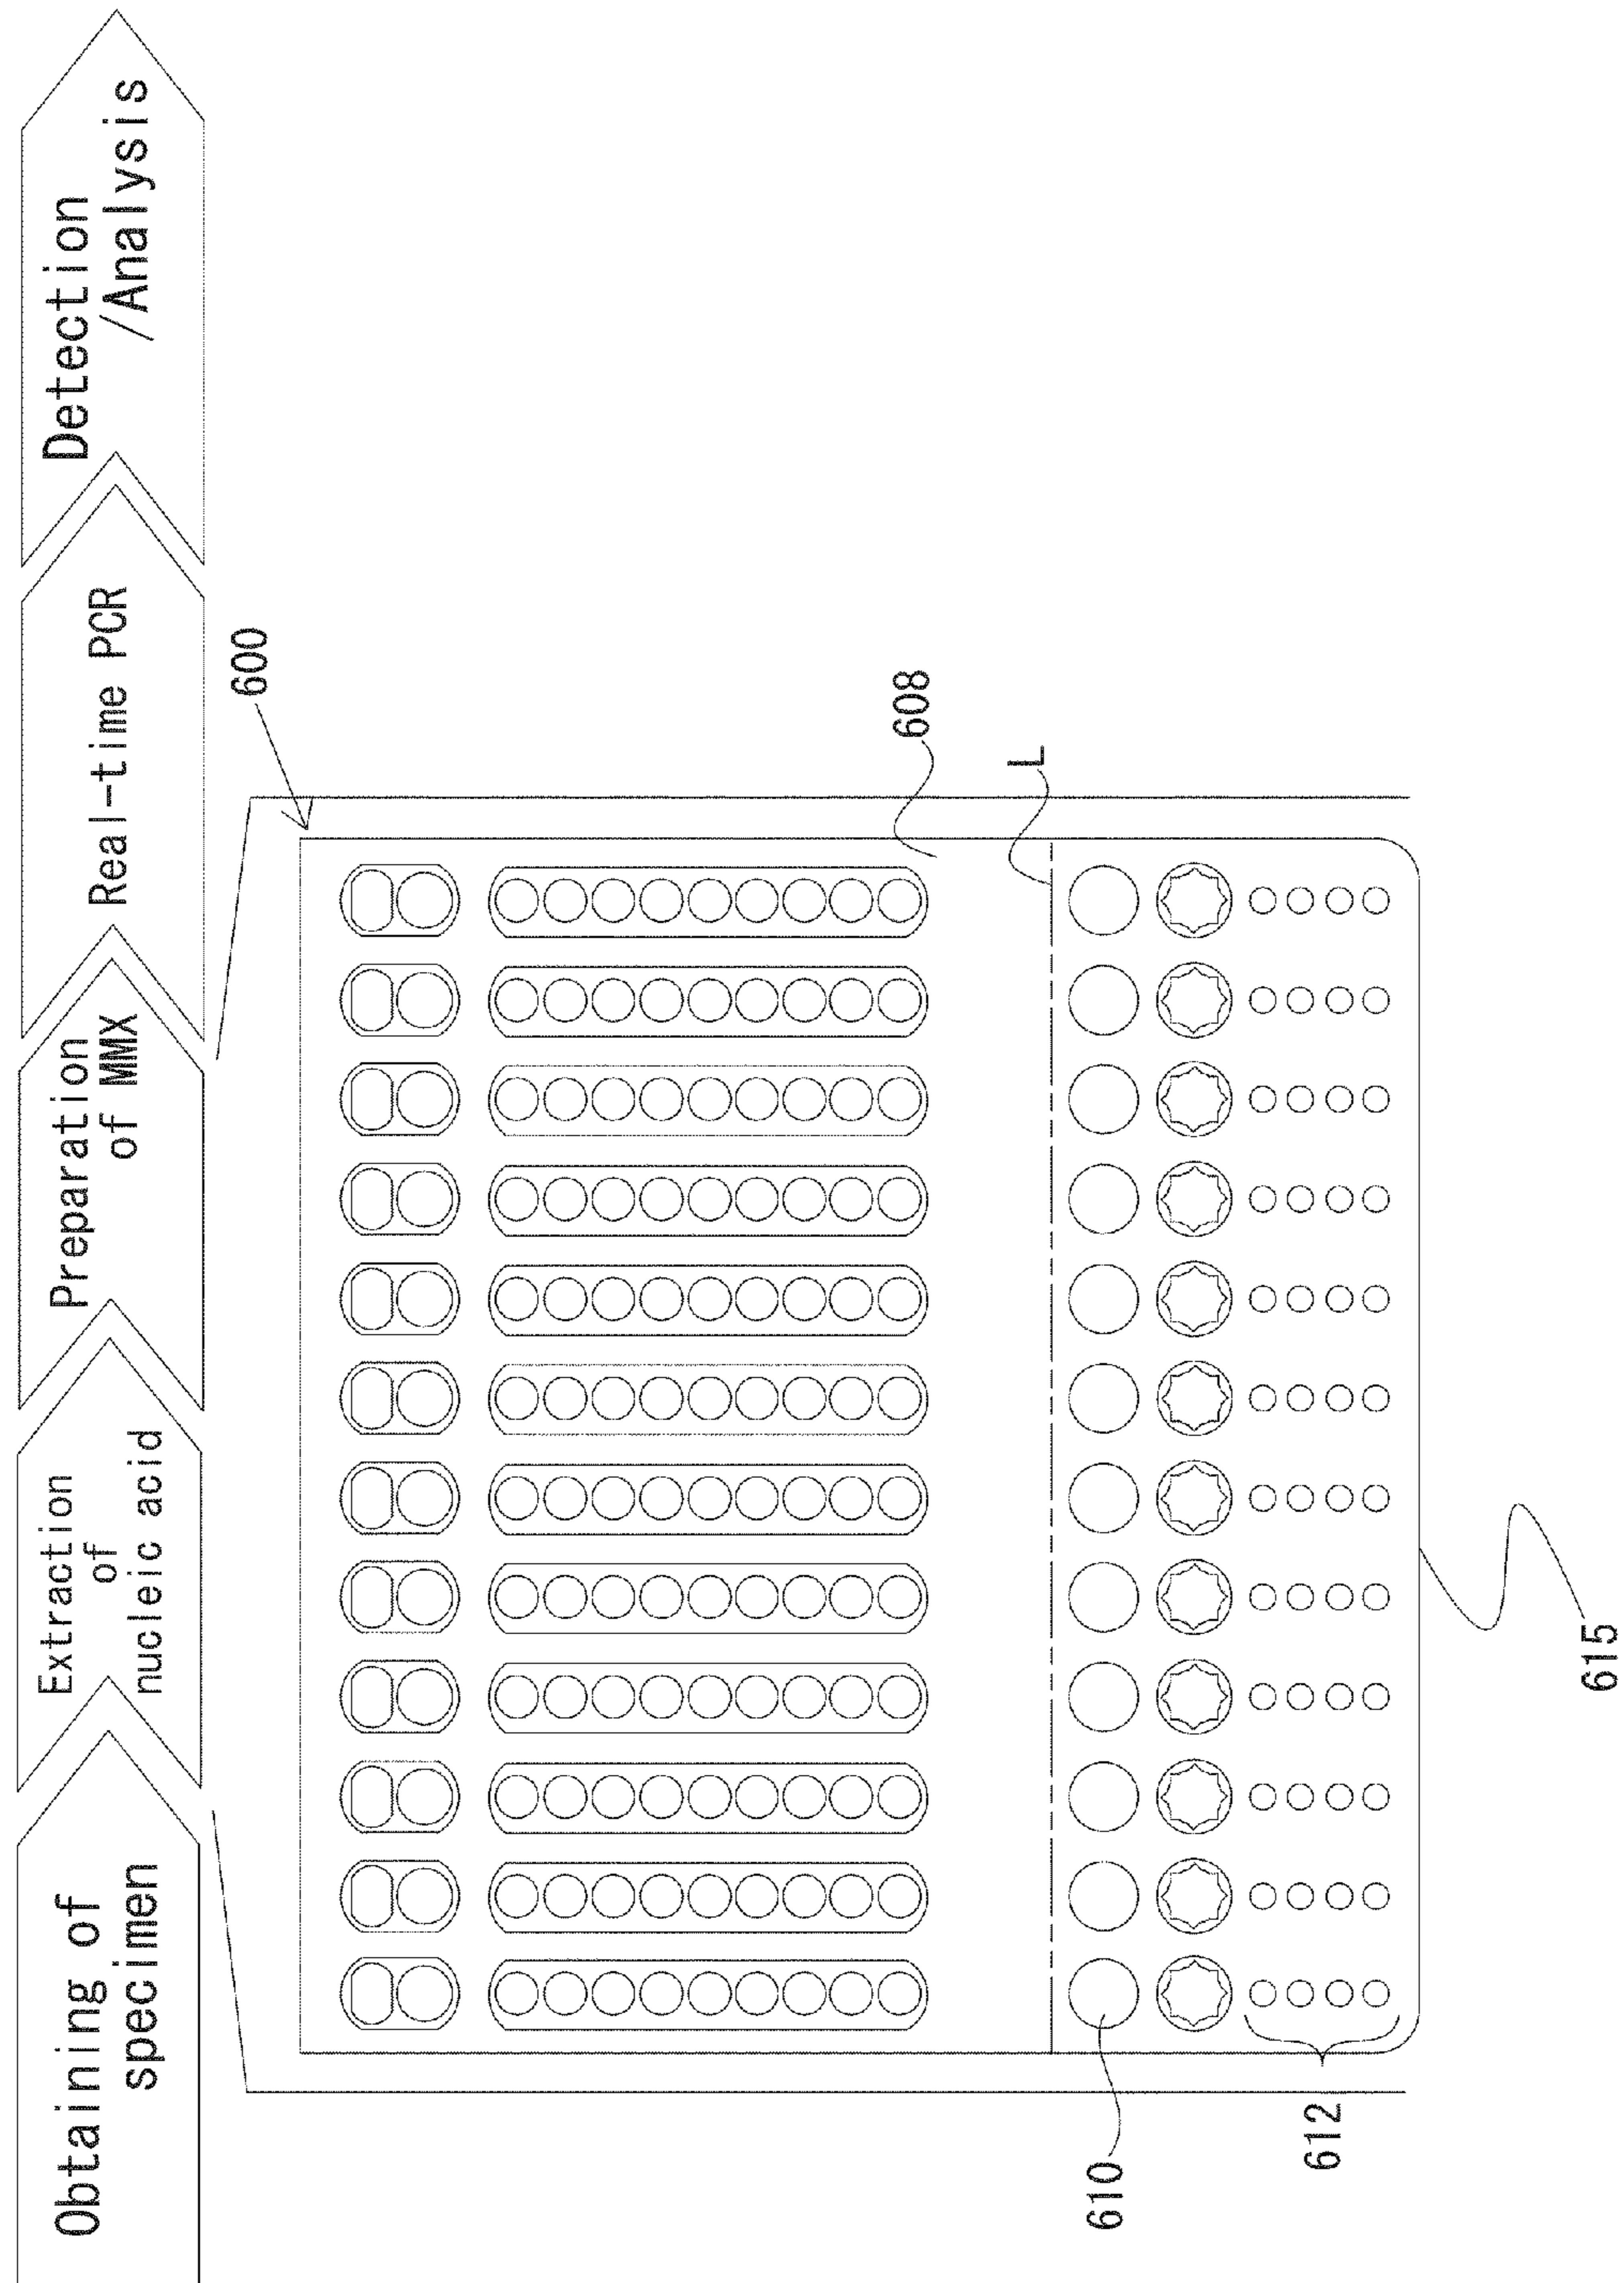 Obtaining of
specimen
Extraction
of
nucleic acid
Preparation
of MMX
Real-time PCR
Detection
/Analysis
600
608
L
610
612
615